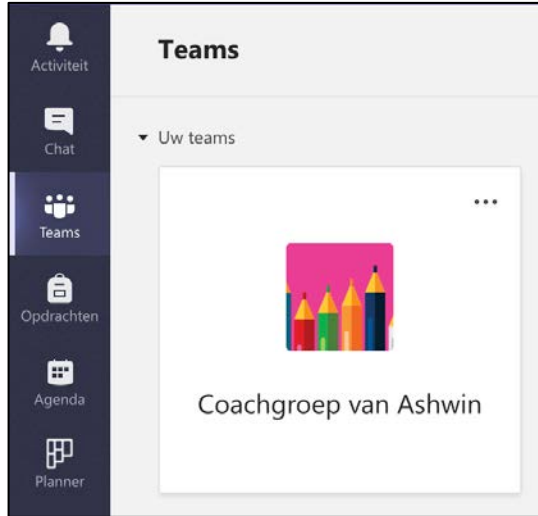 Activiteit
Chat
Teams
Opdrachten
Agenda
Planner
Teams
Uw teams
Coachgroep van Ashwin